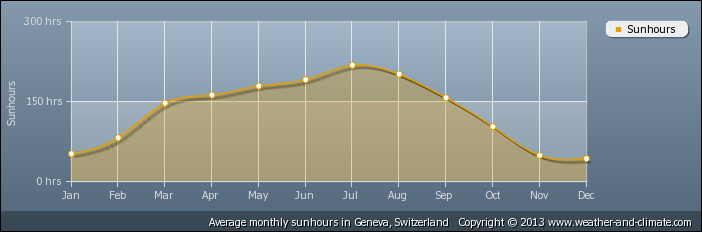 300 hrs
Sunhours
Sunhours
150 hrs
0 hrs
Jan Feb Mar Apr May Jun Jul Aug Sep Oct Nov Dec
Average monthly sunhours in Geneva, Switzerland Copyright © 2013 www.weather-and-climate.com